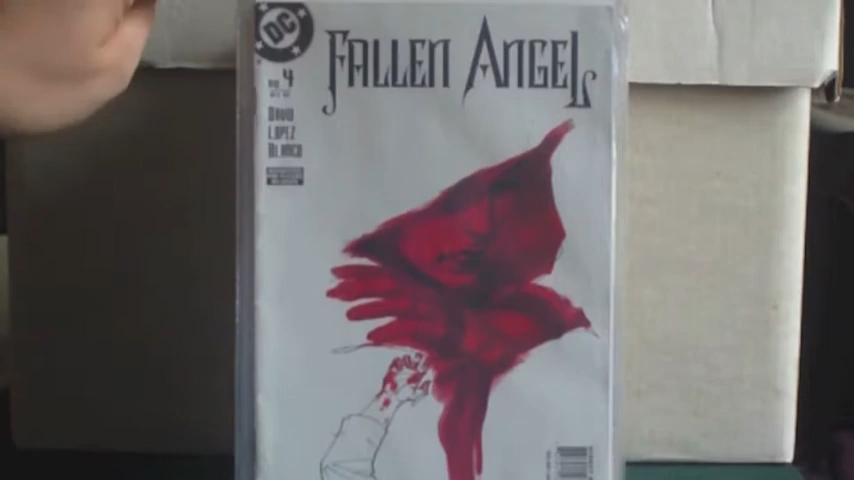 DC
FALLEN ANGEL
NO. 4
DAVID
LOPEZ
BLANCO